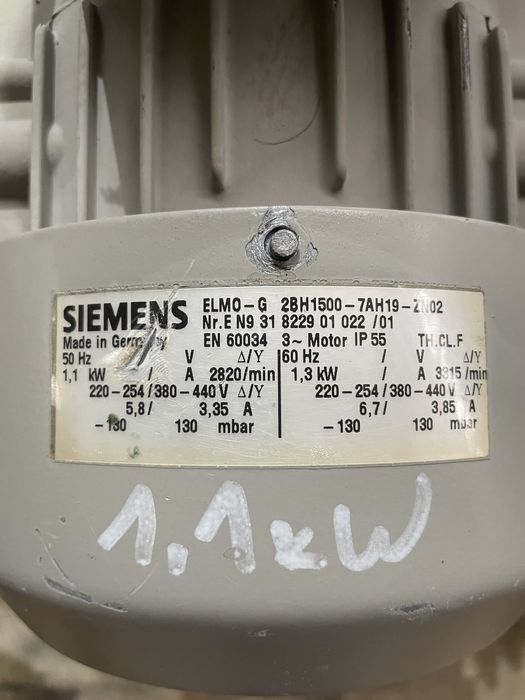 SIEMENS ELMO-G 2BH1500-7AH19-ZN02
Nr.E N9 31 8229 01 022 /01
Made in Germany EN 60034 3~ Motor IP 55 TH.CL.F
50 Hz V Δ/Y 60 Hz / V Δ/Y
1,1 kW / A 2820/min 1,3 kW / A 3315/min
220-254/380-440 V Δ/Y 220-254/380-440 V Δ/Y
5,8/ 3,35 A 6,7/ 3,85 A
-130 130 mbar -130 130 mbar
1,1kW